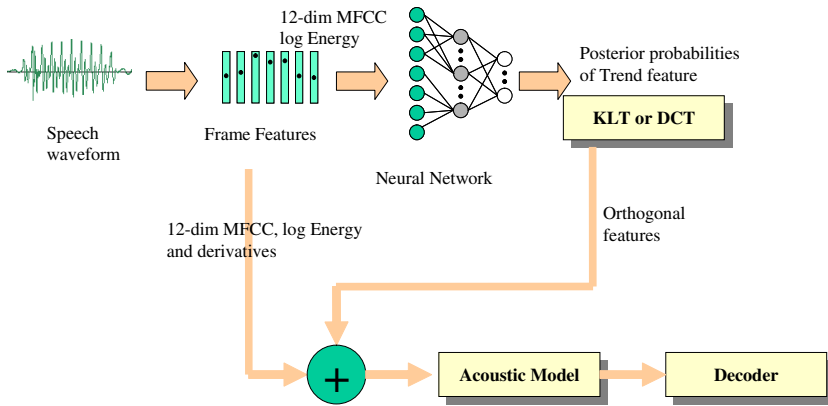 12-dim MFCC
log Energy
Posterior probabilities
of Trend feature
KLT or DCT
Speech
waveform
Frame Features
Neural Network
12-dim MFCC, log Energy
and derivatives
Orthogonal
features
+
Acoustic Model
Decoder